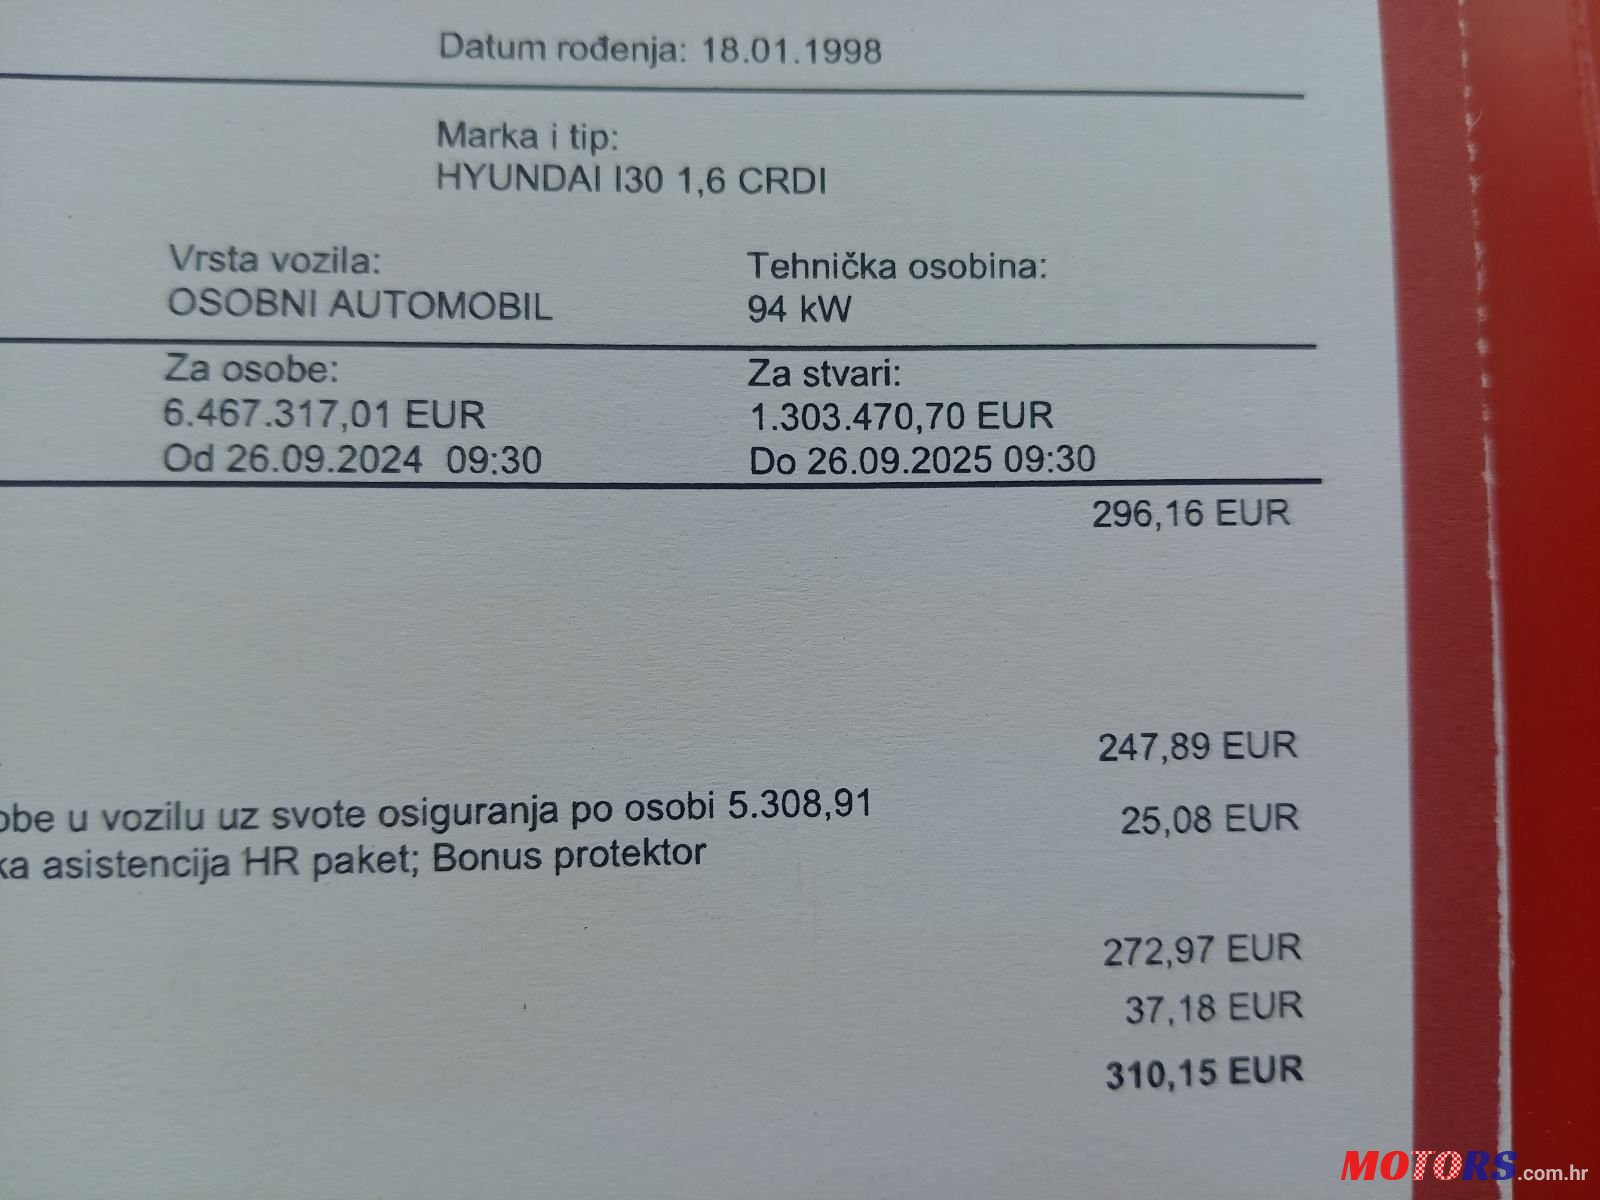 Datum rođenja: 18.01.1998
Marka i tip:
HYUNDAI I30 1,6 CRDI
Vrsta vozila:
OSOBNI AUTOMOBIL
Tehnička osobina:
94 kW
Za osobe:
6.467.317,01 EUR
Od 26.09.2024 09:30
Za stvari:
1.303.470,70 EUR
Do 26.09.2025 09:30
296,16 EUR
247,89 EUR
obe u vozilu uz svote osiguranja po osobi 5.308,91
25,08 EUR
ka asistencija HR paket; Bonus protektor
272,97 EUR
37,18 EUR
310,15 EUR
MOTORS.com.hr